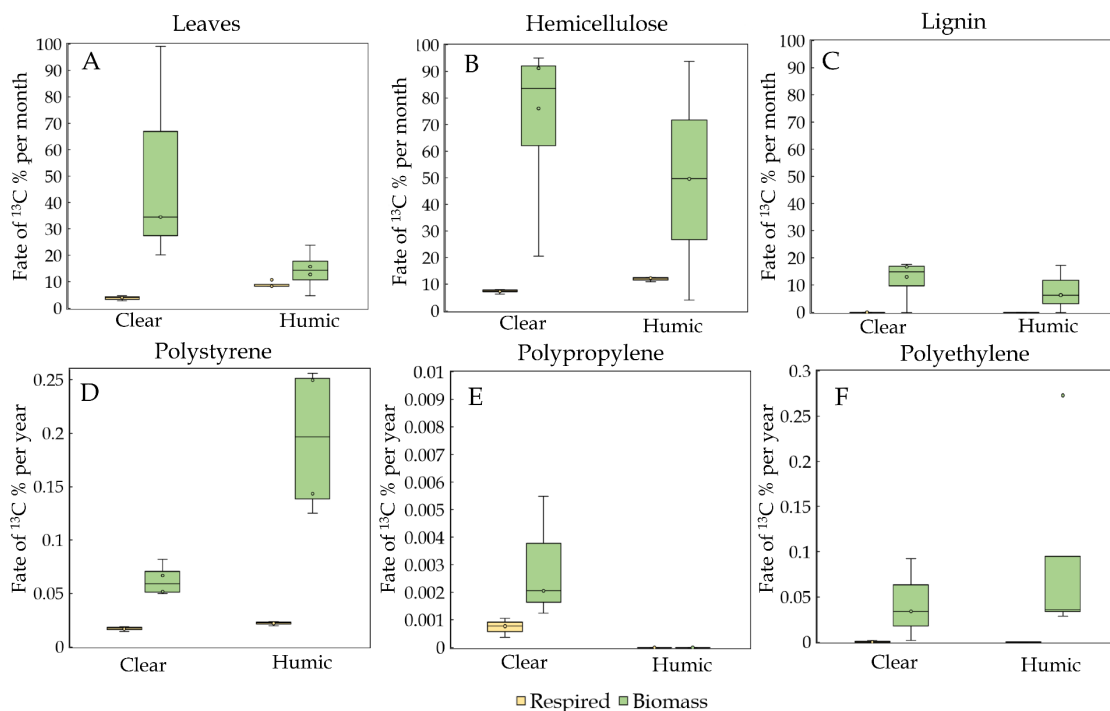 Leaves
Hemicellulose
Lignin
A
B
C
Fate of ¹³C % per month
100
90
80
70
60
50
40
30
20
10
0
Clear
Humic
Fate of ¹³C % per month
100
90
80
70
60
50
40
30
20
10
0
Clear
Humic
Fate of ¹³C % per month
100
90
80
70
60
50
40
30
20
10
0
Clear
Humic
Polystyrene
Polypropylene
Polyethylene
D
E
F
Fate of ¹³C % per year
0.25
0.2
0.15
0.1
0.05
0
Clear
Humic
Fate of ¹³C % per year
0.01
0.009
0.008
0.007
0.006
0.005
0.004
0.003
0.002
0.001
0
Clear
Humic
Fate of ¹³C % per year
0.3
0.25
0.2
0.15
0.1
0.05
0
Clear
Humic
Respired Biomass